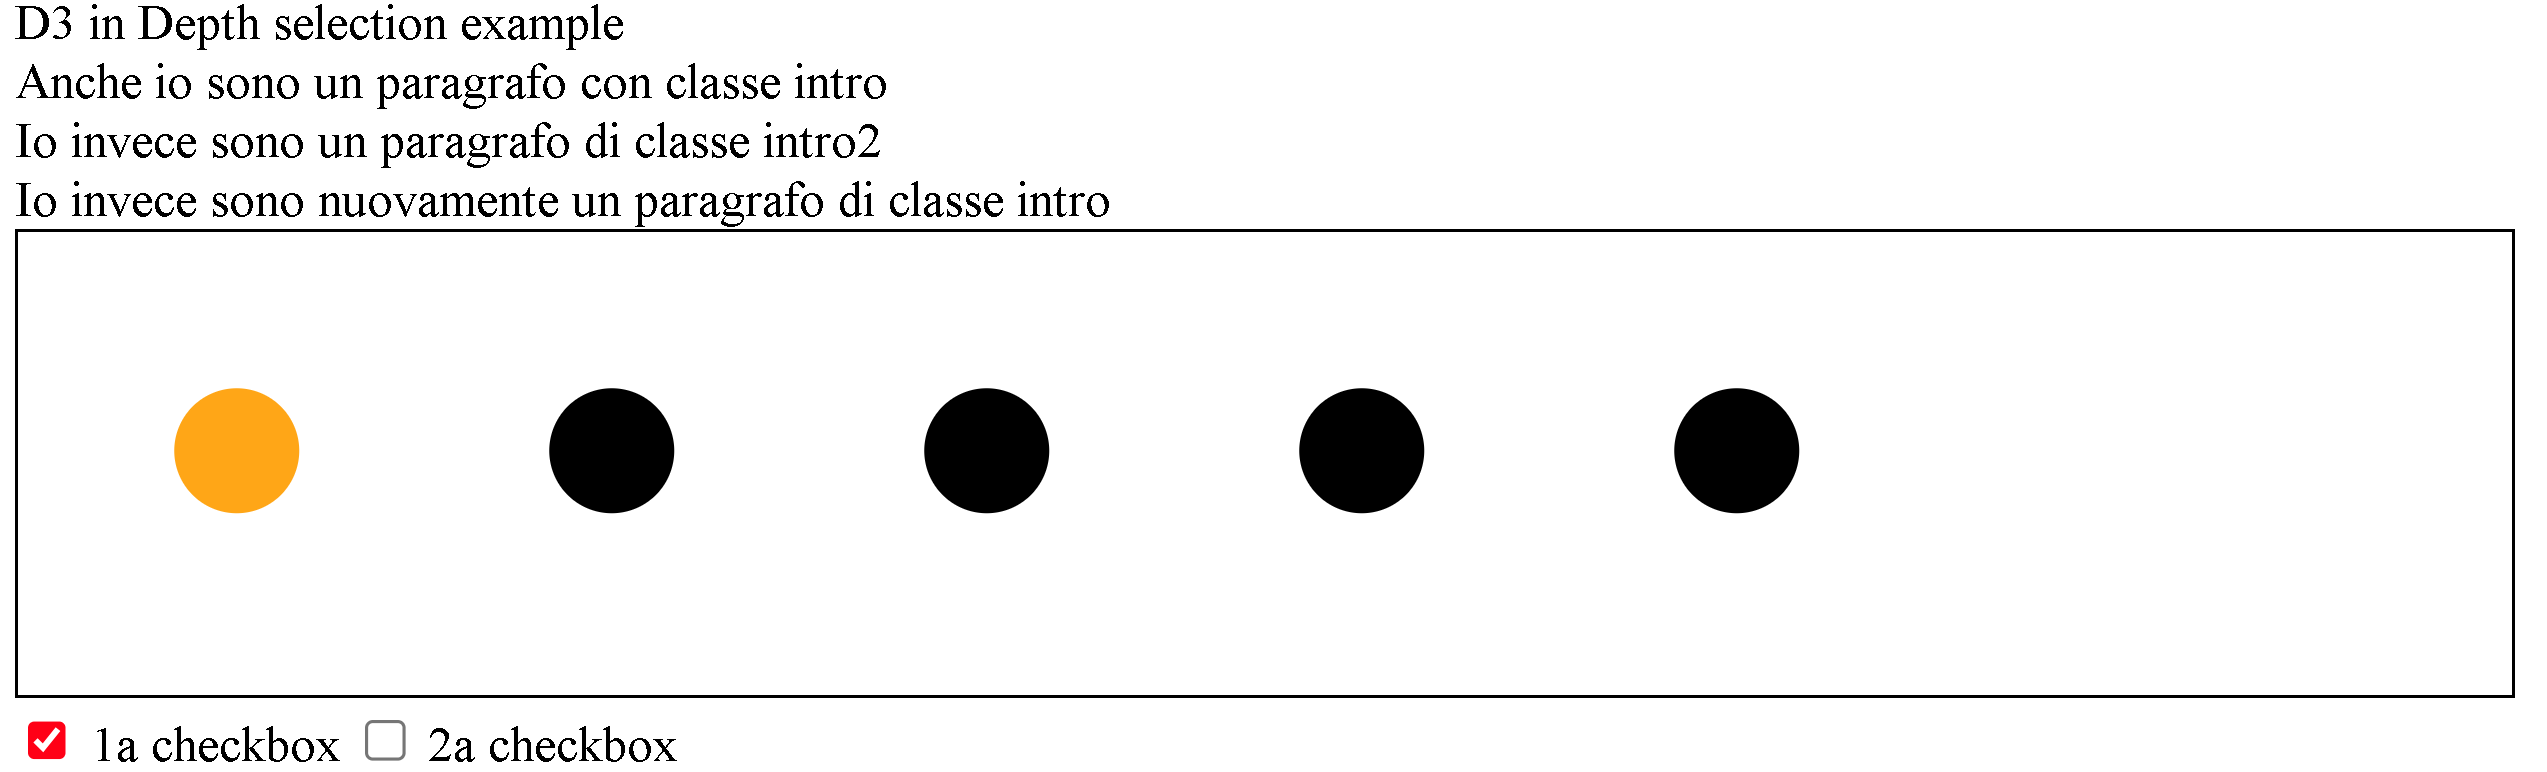 D3 in Depth selection example
Anche io sono un paragrafo con classe intro
Io invece sono un paragrafo di classe intro2
Io invece sono nuovamente un paragrafo di classe intro
1a checkbox 2a checkbox